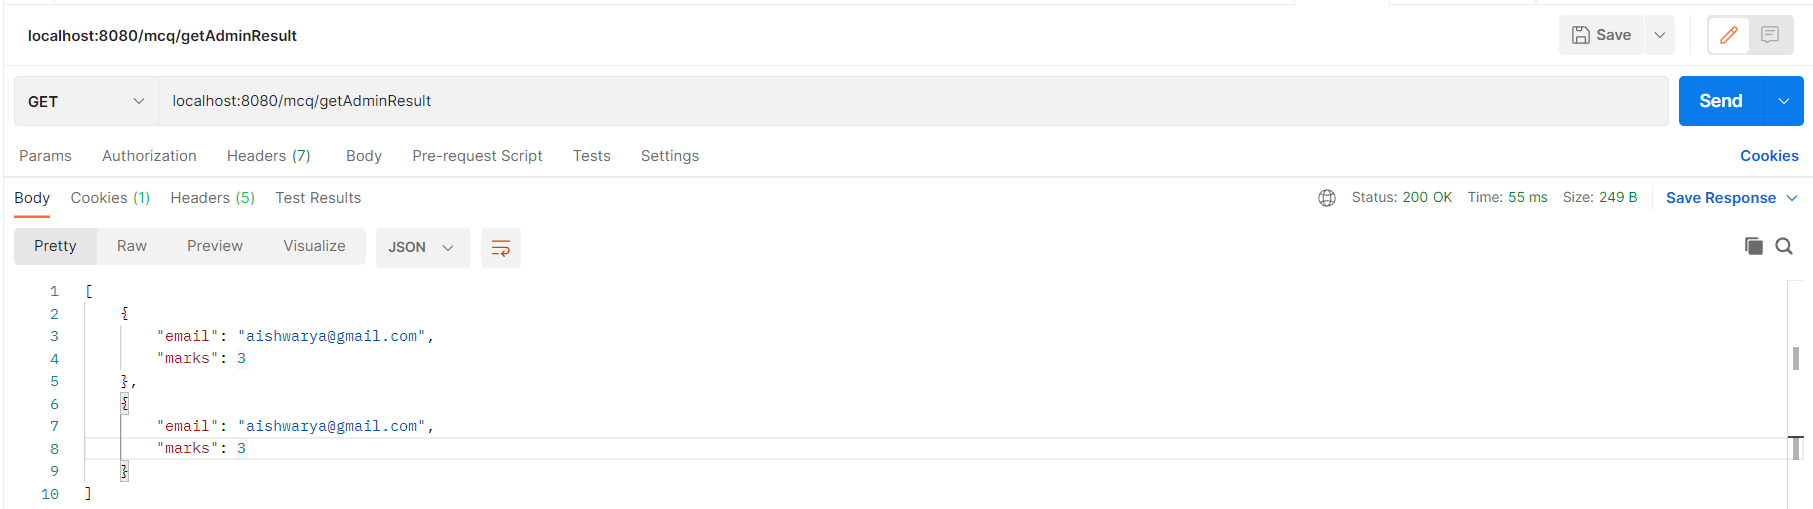 localhost:8080/mcq/getAdminResult Save
GET localhost:8080/mcq/getAdminResult Send
Params Authorization Headers (7) Body Pre-request Script Tests Settings Cookies
Body Cookies (1) Headers (5) Test Results Status: 200 OK Time: 55 ms Size: 249 B Save Response
Pretty Raw Preview Visualize JSON
1 [
2 {
3 "email": "aishwarya@gmail.com",
4 "marks": 3
5 },
6 {
7 "email": "aishwarya@gmail.com",
8 "marks": 3
9 }
10 ]